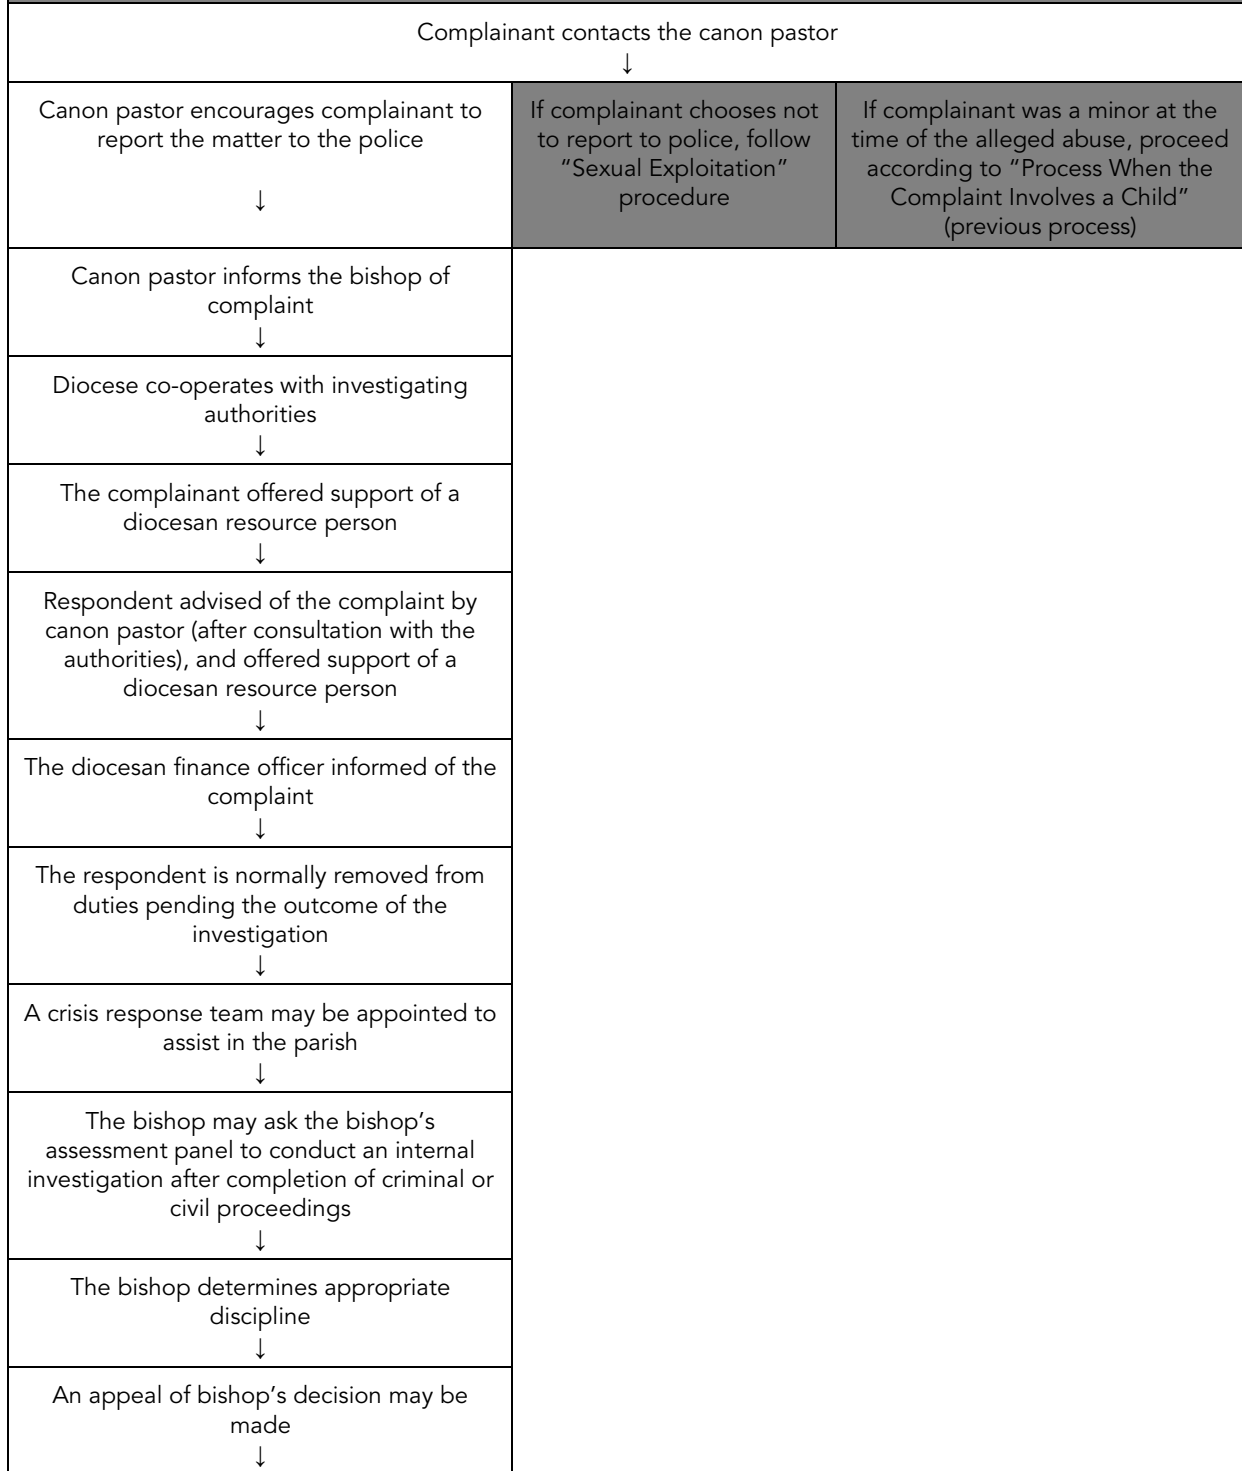 Complainant contacts the canon pastor
↓
Canon pastor encourages complainant to
report the matter to the police
↓
If complainant chooses not
to report to police, follow
“Sexual Exploitation”
procedure
If complainant was a minor at the
time of the alleged abuse, proceed
according to “Process When the
Complaint Involves a Child”
(previous process)
Canon pastor informs the bishop of
complaint
↓
Diocese co-operates with investigating
authorities
↓
The complainant offered support of a
diocesan resource person
↓
Respondent advised of the complaint by
canon pastor (after consultation with the
authorities), and offered support of a
diocesan resource person
↓
The diocesan finance officer informed of the
complaint
↓
The respondent is normally removed from
duties pending the outcome of the
investigation
↓
A crisis response team may be appointed to
assist in the parish
↓
The bishop may ask the bishop’s
assessment panel to conduct an internal
investigation after completion of criminal or
civil proceedings
↓
The bishop determines appropriate
discipline
↓
An appeal of bishop’s decision may be
made
↓